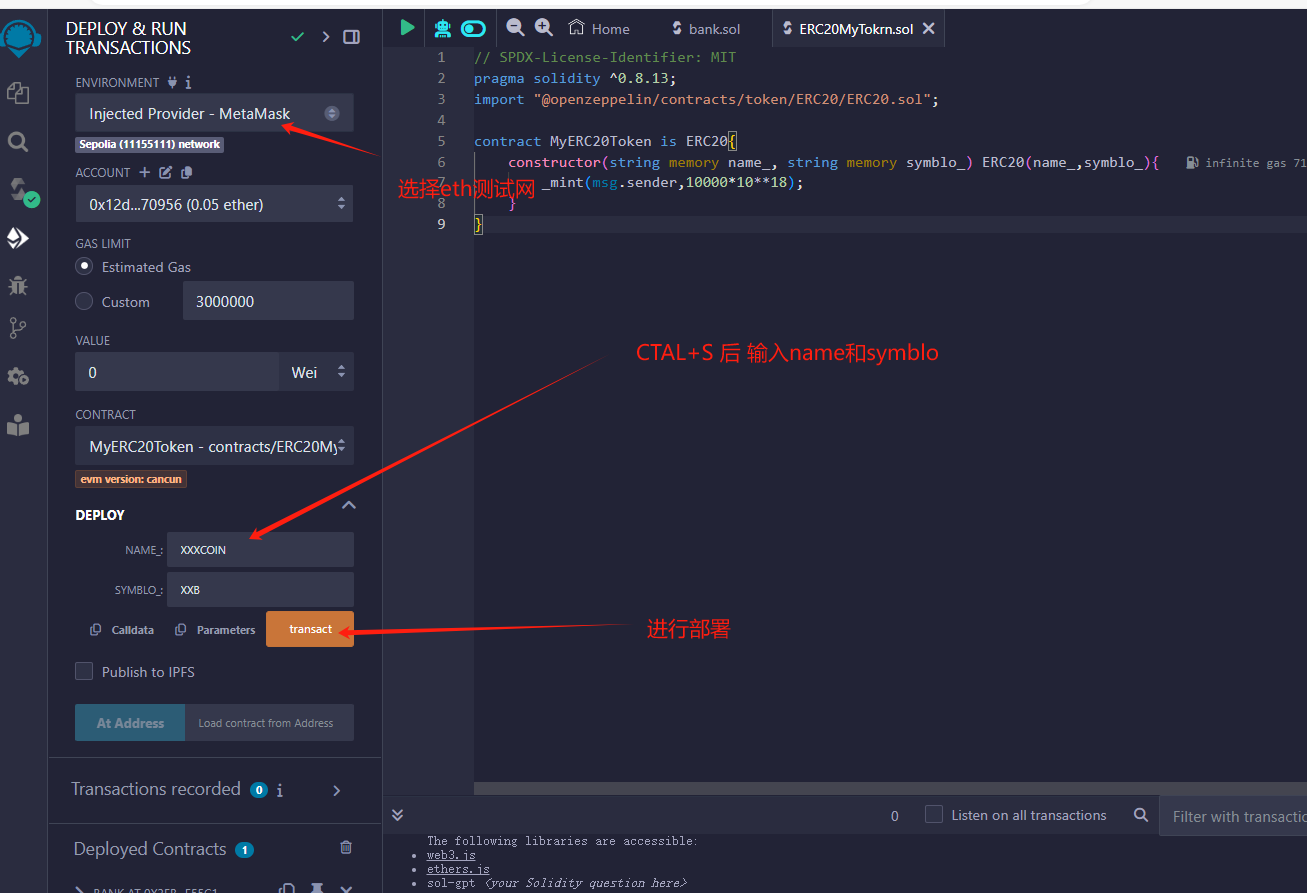 DEPLOY & RUN
TRANSACTIONS
ENVIRONMENT
Injected Provider - MetaMask
Sepolia (11155111) network
ACCOUNT
0x12d...70956 (0.05 ether)
GAS LIMIT
Estimated Gas
Custom
3000000
VALUE
0
Wei
CONTRACT
MyERC20Token - contracts/ERC20My
evm version: cancun
DEPLOY
NAME_:
XXXCOIN
SYMBLO_:
XXB
Calldata
Parameters
transact
Publish to IPFS
At Address
Load contract from Address
Transactions recorded 0 i
Deployed Contracts 1
BANK AT 0X2FB...F55C1
Home
bank.sol
ERC20MyTokrn.sol
1 // SPDX-License-Identifier: MIT
2 pragma solidity ^0.8.13;
3 import "@openzeppelin/contracts/token/ERC20/ERC20.sol";
4
5 contract MyERC20Token is ERC20{
6 constructor(string memory name_, string memory symblo_) ERC20(name_,symblo_){ infinite gas 71
7 _mint(msg.sender,10000*10**18);
8 }
9 }
选择eth测试网
CTAL+S 后 输入name和symblo
进行部署
0
Listen on all transactions
Filter with transactio
The following libraries are accessible:
web3.js
ethers.js
sol-gpt <your Solidity question here>